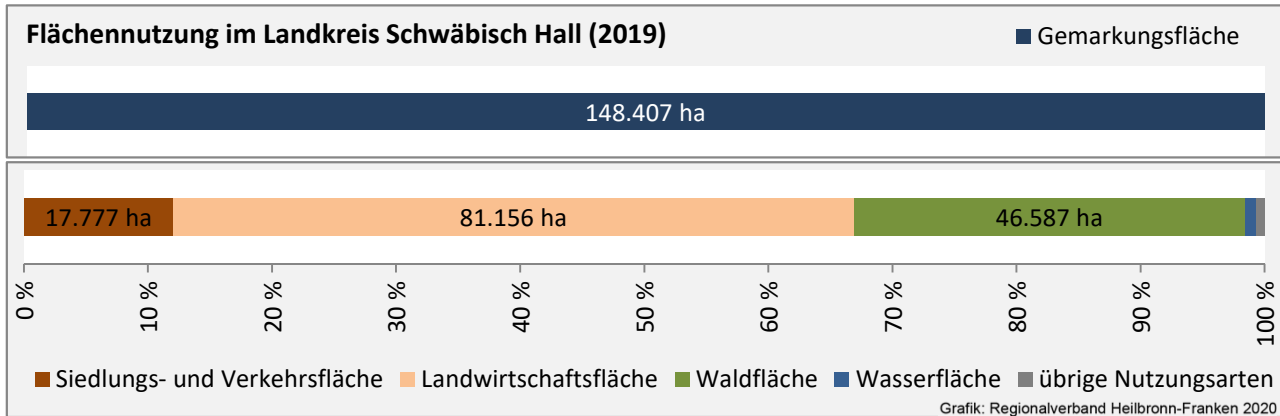 Flächennutzung im Landkreis Schwäbisch Hall (2019)
Gemarkungsfläche
148.407 ha
17.777 ha 81.156 ha 46.587 ha
0 % 10 % 20 % 30 % 40 % 50 % 60 % 70 % 80 % 90 % 100 %
Siedlungs- und Verkehrsfläche Landwirtschaftsfläche Waldfläche Wasserfläche übrige Nutzungsarten
Grafik: Regionalverband Heilbronn-Franken 2020